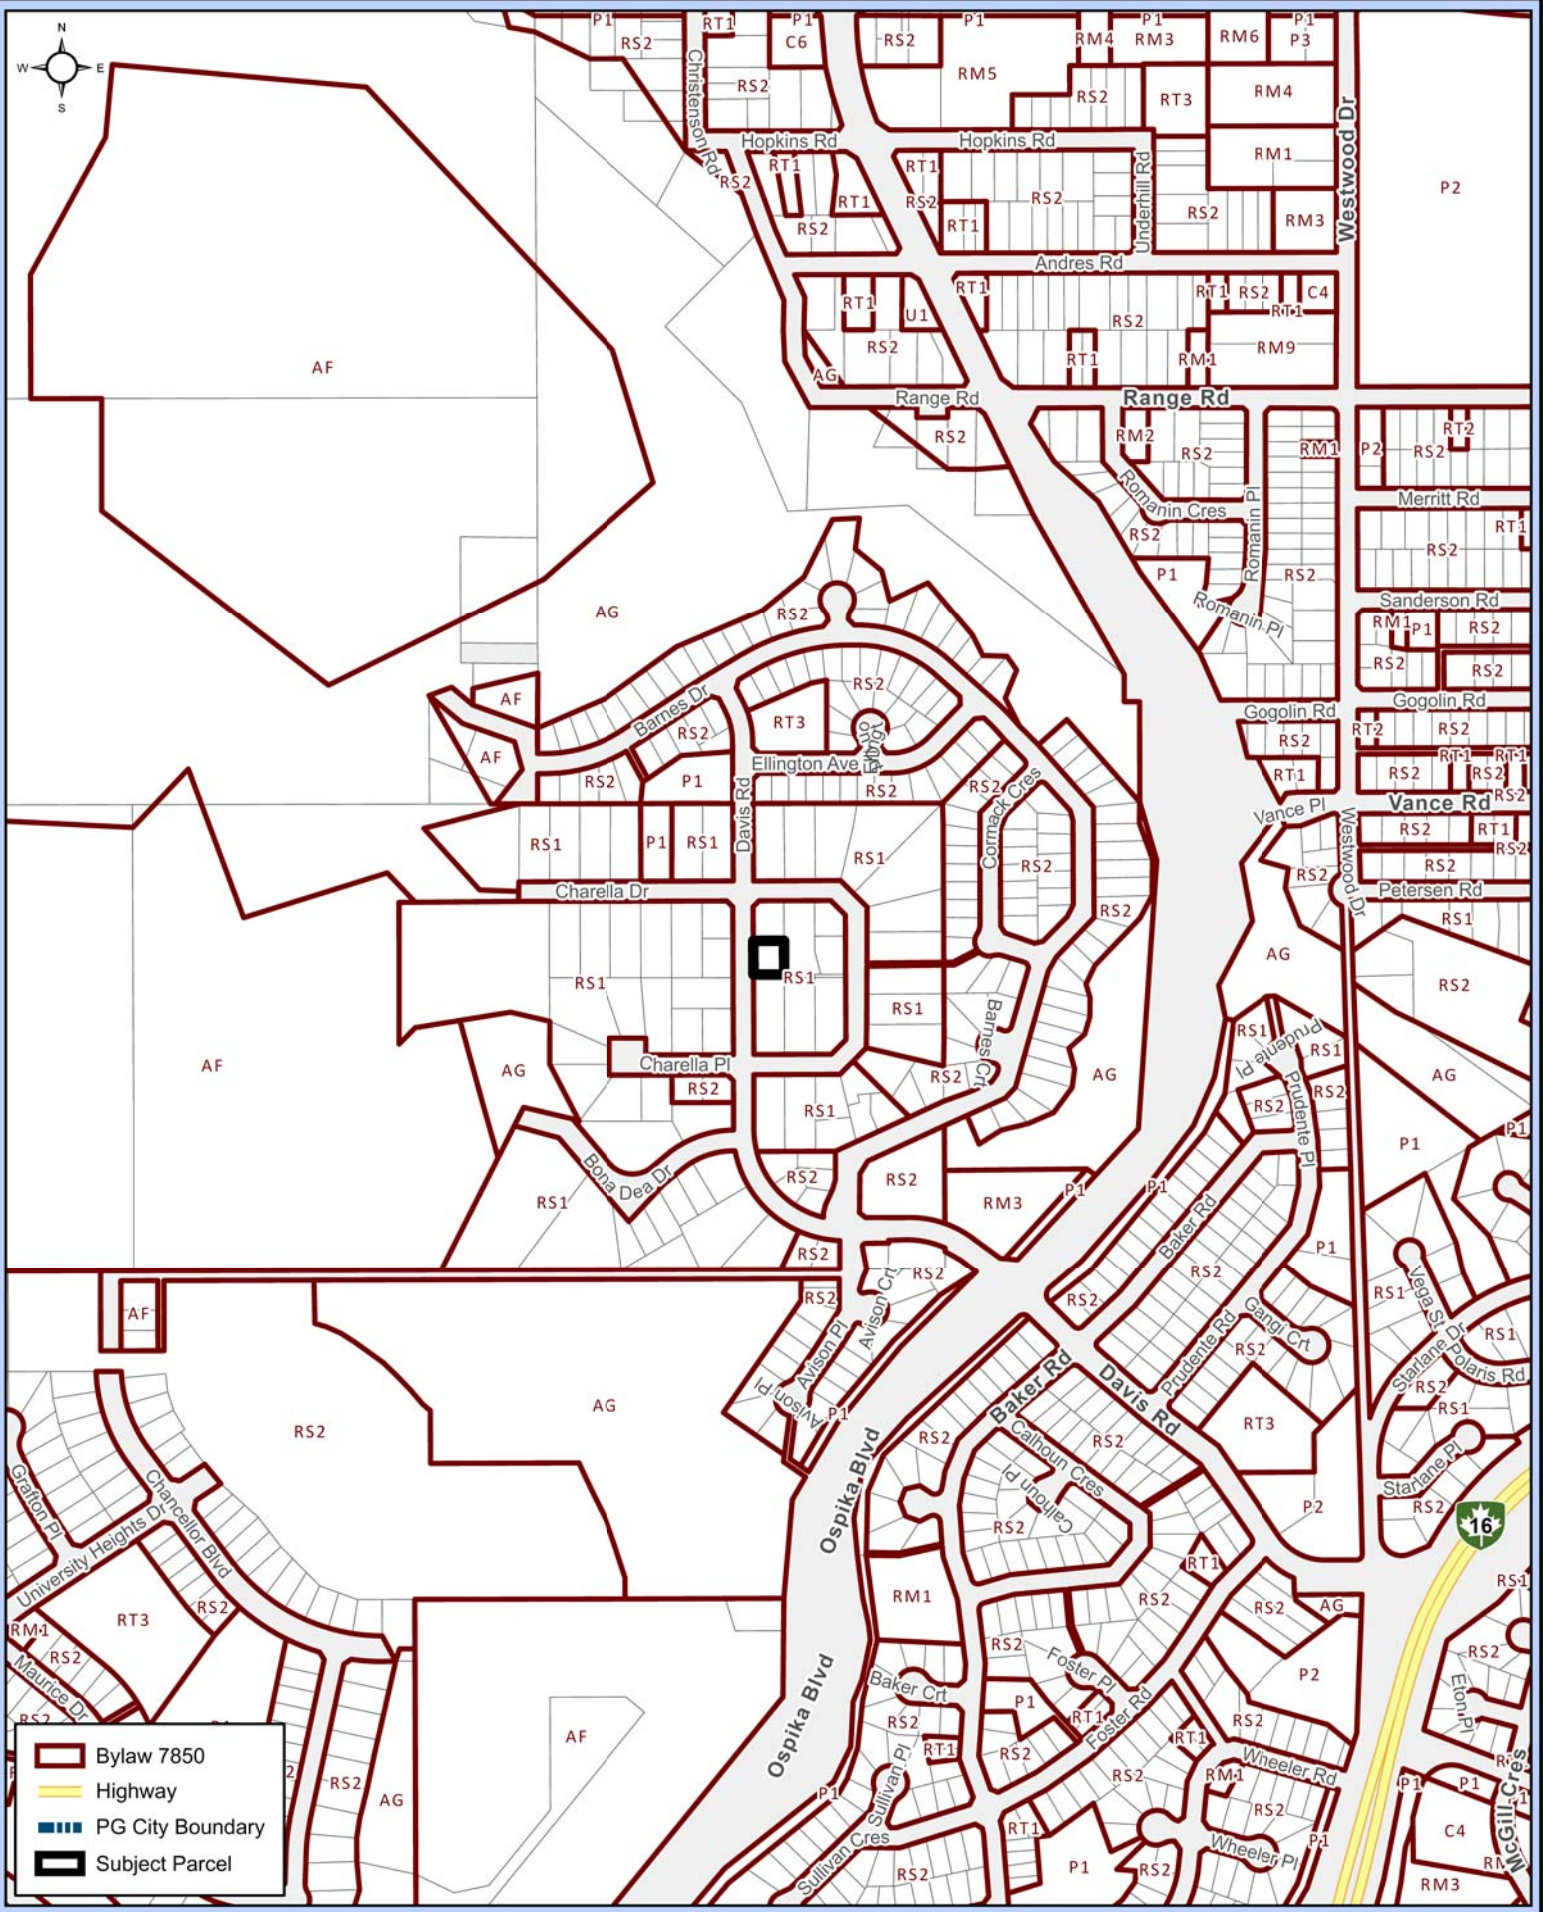 N
W E
S
P1
RS2
RT1
P1
C6
RS2
P1
RM5
RM4
P1
RM3
RM6
P1
P3
RS2
RS2
RT3
RM4
Christenson Rd
Hopkins Rd
Hopkins Rd
RM1
Westwood Dr
P2
RT1
RS2
RT1
RS2
RT1
RS2
RT1
RS2
Underhill Rd
RS2
RM3
Andres Rd
RT1
U1
RS2
AG
RT1
RS2
RT1
RM1
RT1
RS2
RT1
C4
RM9
AF
Range Rd
Range Rd
RS2
RM2
RS2
RM1
P2
RS2
RT2
Romanin Cres
Romanin Pl
Merritt Rd
RS2
P1
RS2
RS2
RT1
AG
RS2
Romanin Pl
Sanderson Rd
RM1
P1
RS2
RS2
RS2
AF
Barnes Dr
RS2
RT3
RS2
Gogolin Rd
Gogolin Rd
RS2
RT2
RS2
AF
RS2
P1
Ellington Ave
RS2
RS2
RT1
RS2
RT1
RS2
RT1
RS2
Vance Pl
Vance Rd
Davis Rd
Cormack Cres
RS1
P1
RS1
RS1
RS2
RS2
RT1
RS2
RS2
RS2
Westwood Dr
Petersen Rd
Charella Dr
RS2
RS1
AG
RS1
RS1
RS1
RS2
Barnes Crt
Prudente Pl
RS1
RS1
AF
AG
Charella Pl
RS2
RS2
AG
AG
RS2
RS2
Prudente Pl
RS1
P1
P1
Bona Dea Dr
RS1
RS2
RS2
RM3
P1
P1
Baker Rd
RS2
P1
RS2
RS2
RS2
Vega St
RS1
AF
RS2
Avison Crt
Avison Pl
Avison Pl
P1
Prudente Rd
Gangi Crt
RS2
Starlane Dr
RS1
Polaris Rd
RS2
RS1
RS2
AG
Baker Rd
Davis Rd
RT3
Grafton Pl
Chancellor Blvd
Ospika Blvd
RS2
Calhoun Cres
RS2
Calhoun Pl
RS2
Starlane Pl
RS2
P2
16
University Heights Dr
RT3
RS2
RM1
RS2
Maurice Dr
RS2
RM1
RT1
RS2
RS2
AG
RS1
RS2
RS2
Foster Pl
P2
Eton Pl
Ospika Blvd
Baker Crt
RS2
RT1
P1
RT1
Foster Rd
RS2
RT1
RS2
Wheeler Rd
AF
Sullivan Pl
P1
RS2
RM1
RS2
P1
P1
McGill Cres
Bylaw 7850
Highway
PG City Boundary
Subject Parcel
RS2
AG
Sullivan Cres
RS2
RT1
P1
RS2
Wheeler Pl
P1
C4
RM3